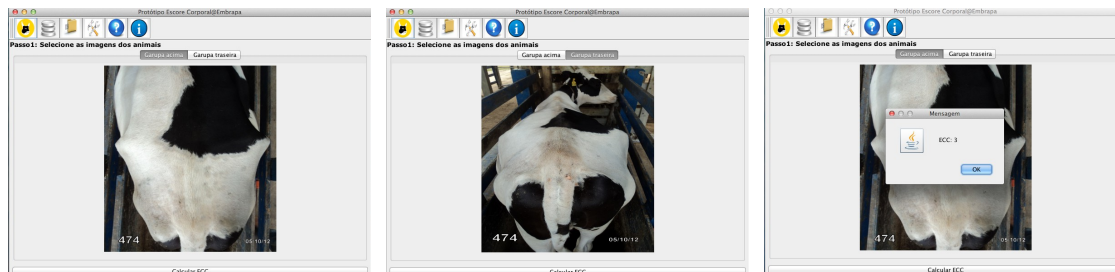 Protótipo Escore Corporal@Embrapa
Passo1: Selecione as imagens dos animais
Garupa acima Garupa traseira
474 05/10/12
Calcular ECC
Protótipo Escore Corporal@Embrapa
Passo1: Selecione as imagens dos animais
Garupa acima Garupa traseira
474 05/10/12
Calcular ECC
Protótipo Escore Corporal@Embrapa
Passo1: Selecione as imagens dos animais
Garupa acima Garupa traseira
Mensagem
ECC: 3
OK
474 05/10/12
Calcular ECC